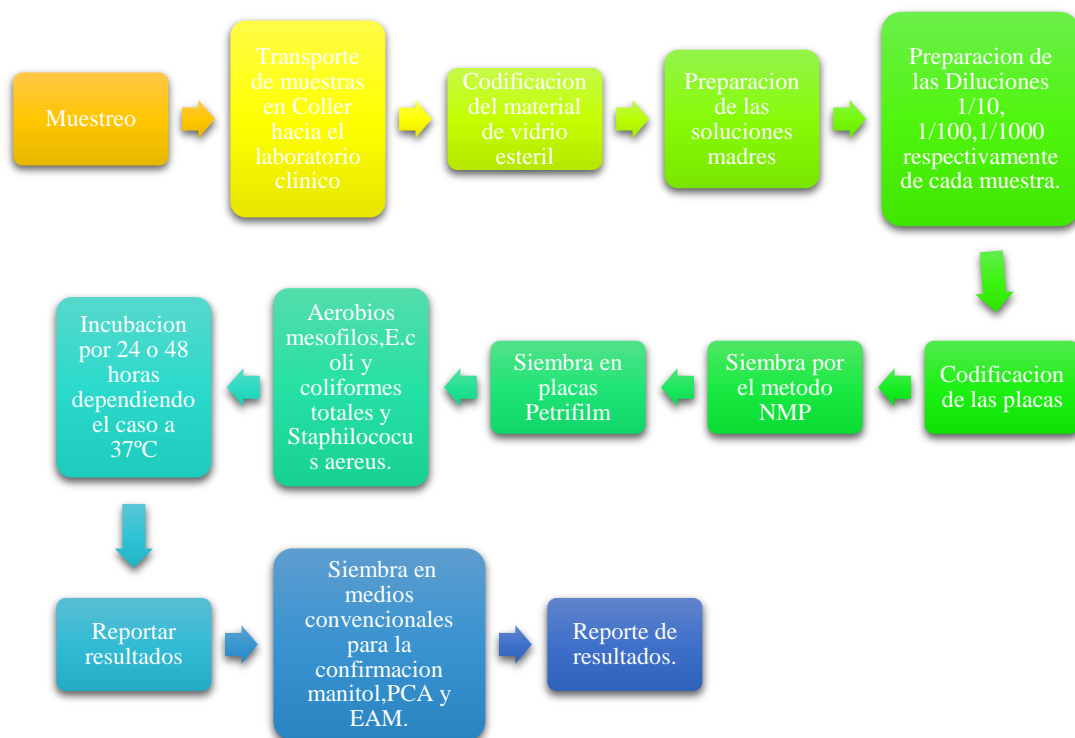 Muestreo
Transporte
de muestras
en Coller
hacia el
laboratorio
clinico
Codificacion
del material
de vidrio
esteril
Preparacion
de las
soluciones
madres
Preparacion de
las Diluciones
1/10,
1/100,1/1000
respectivamente
de cada muestra.
Codificacion
de las placas
Siembra por
el metodo
NMP
Siembra en
placas
Petrifilm
Aerobios
mesofilos,E.c
oli y
coliformes
totales y
Staphilococu
s aereus.
Incubacion
por 24 o 48
horas
dependiendo
el caso a
37ºC
Reportar
resultados
Siembra en
medios
convencionales
para la
confirmacion
manitol,PCA y
EAM.
Reporte de
resultados.